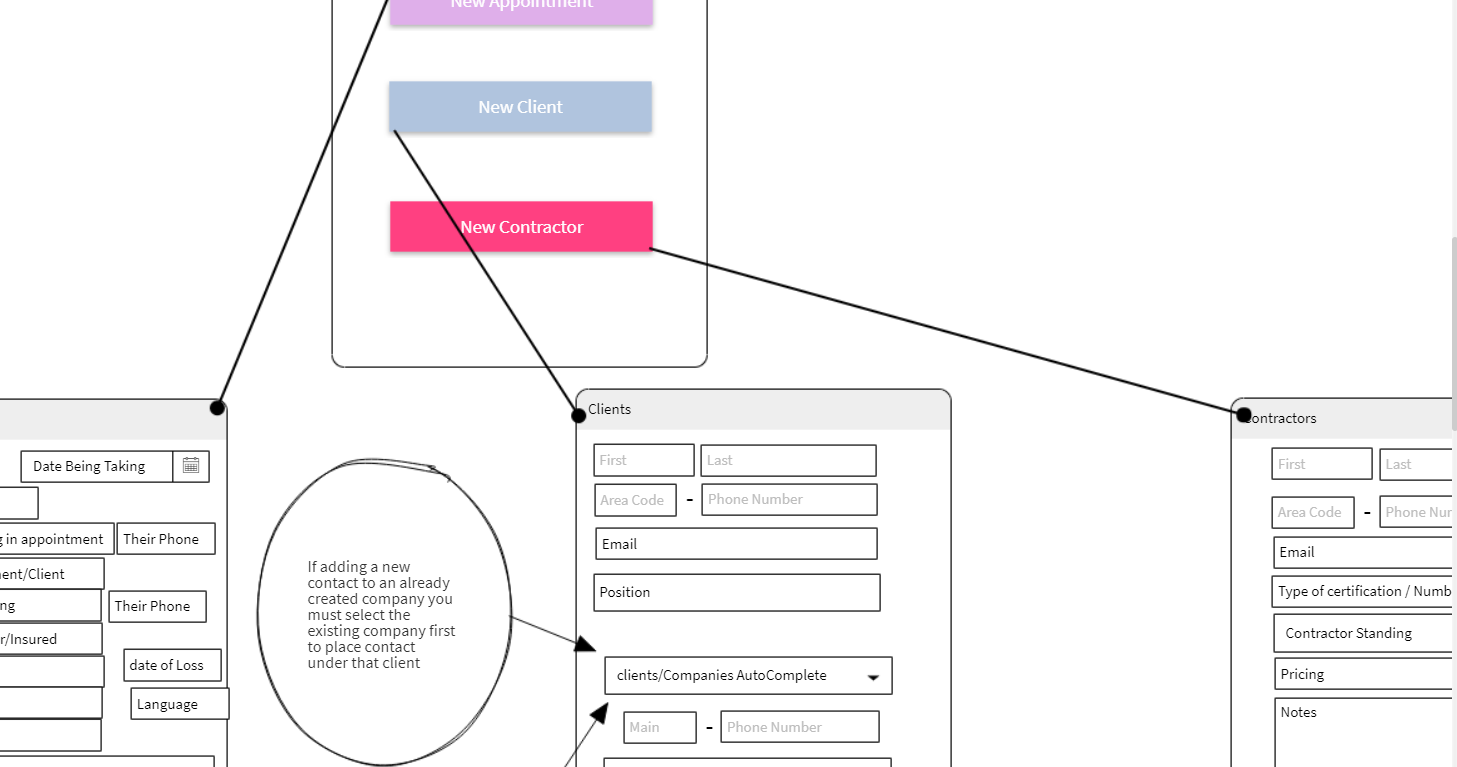 New Appointment
New Client
New Contractor
Date Being Taking
g in appointment
Their Phone
ent/Client
ng
Their Phone
r/Insured
date of Loss
Language
If adding a new
contact to an already
created company you
must select the
existing company first
to place contact
under that client
Clients
First Last
Area Code - Phone Number
Email
Position
clients/Companies AutoComplete
Main - Phone Number
ontractors
First Last
Area Code - Phone Nur
Email
Type of certification / Numb
Contractor Standing
Pricing
Notes